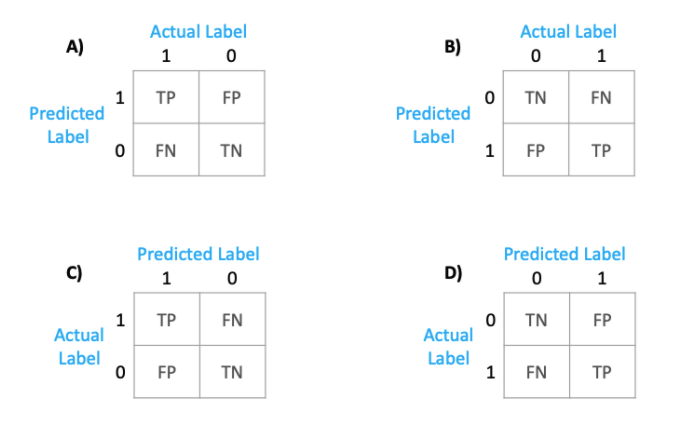 A)
Actual Label
1 0
Predicted
Label
1 TP FP
0 FN TN
B)
Actual Label
0 1
Predicted
Label
0 TN FN
1 FP TP
C)
Predicted Label
1 0
Actual
Label
1 TP FN
0 FP TN
D)
Predicted Label
0 1
Actual
Label
0 TN FP
1 FN TP